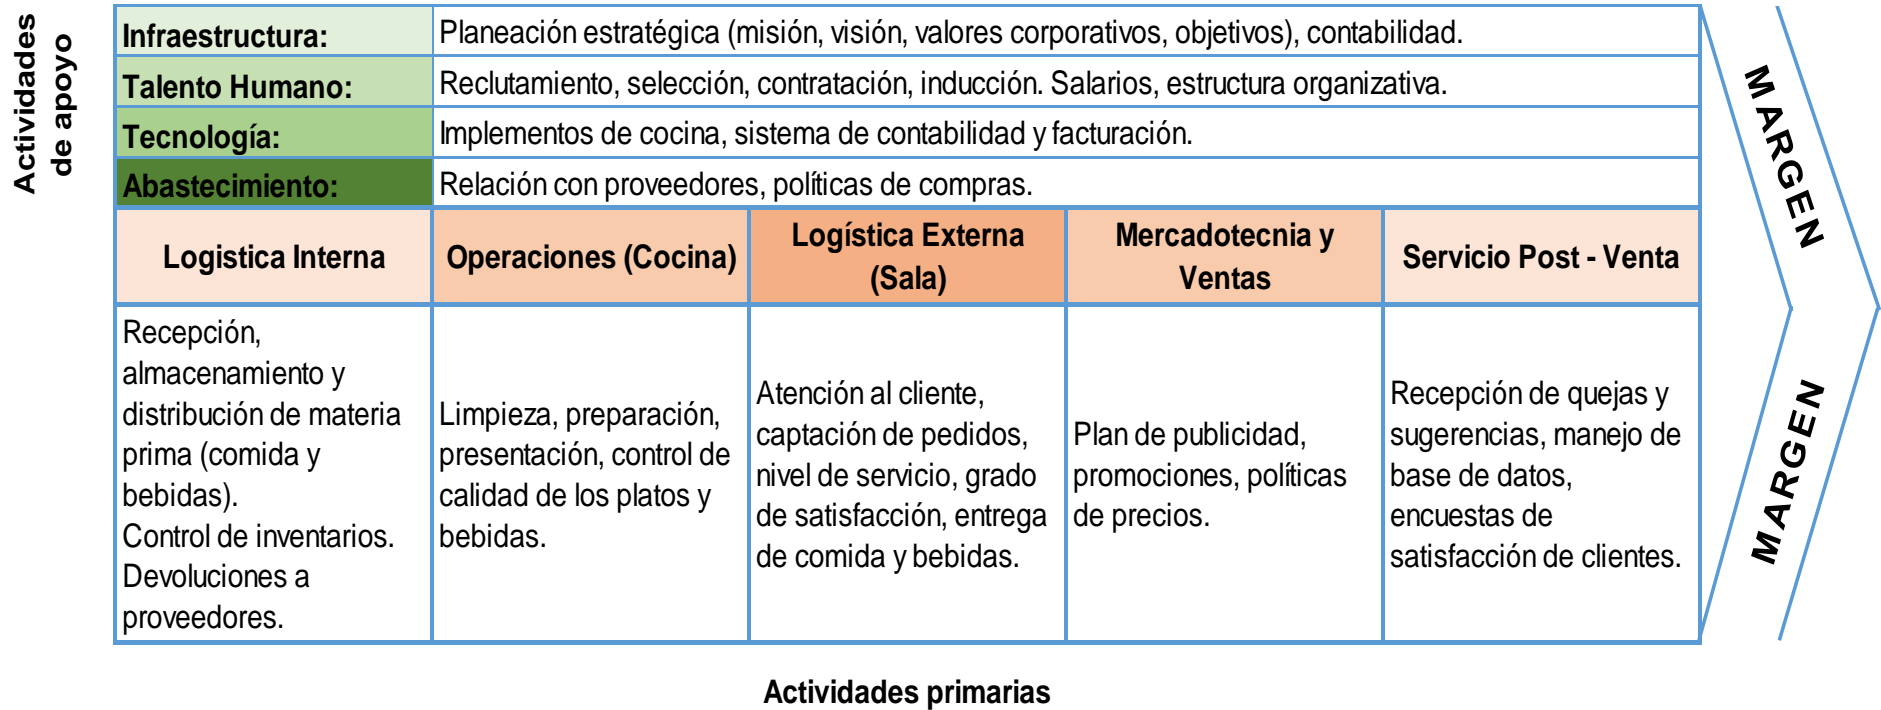 Actividades
de apoyo
Infraestructura:
Planeación estratégica (misión, visión, valores corporativos, objetivos), contabilidad.
Talento Humano:
Reclutamiento, selección, contratación, inducción. Salarios, estructura organizativa.
Tecnología:
Implementos de cocina, sistema de contabilidad y facturación.
Abastecimiento:
Relación con proveedores, políticas de compras.
Logistica Interna
Operaciones (Cocina)
Logística Externa
(Sala)
Mercadotecnia y
Ventas
Servicio Post - Venta
Recepción,
almacenamiento y
distribución de materia
prima (comida y
bebidas).
Control de inventarios.
Devoluciones a
proveedores.
Limpieza, preparación,
presentación, control de
calidad de los platos y
bebidas.
Atención al cliente,
captación de pedidos,
nivel de servicio, grado
de satisfacción, entrega
de comida y bebidas.
Plan de publicidad,
promociones, políticas
de precios.
Recepción de quejas y
sugerencias, manejo de
base de datos,
encuestas de
satisfacción de clientes.
MARGEN
MARGEN
Actividades primarias